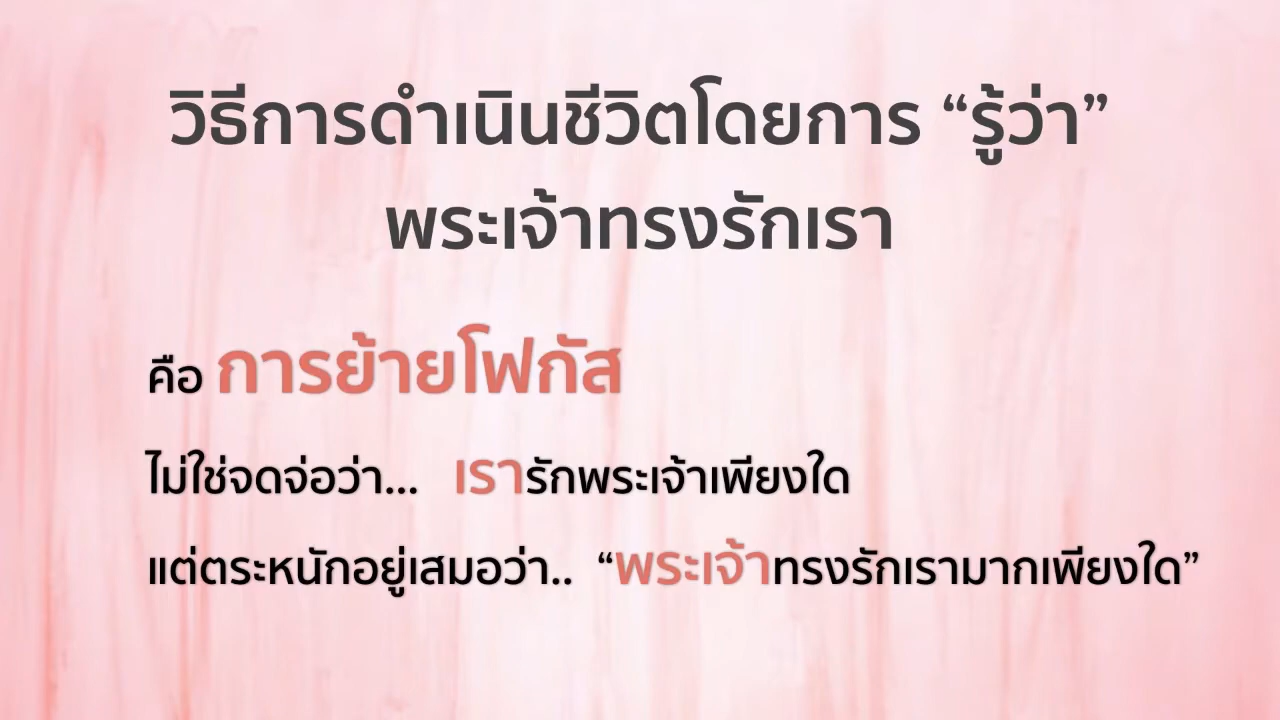 วิธีการดำเนินชีวิตโดยการ “รู้ว่า”
พระเจ้าทรงรักเรา
คือ การย้ายโฟกัส
ไม่ใช่จดจ่อว่า... เรารักพระเจ้าเพียงใด
แต่ตระหนักอยู่เสมอว่า.. “พระเจ้าทรงรักเรามากเพียงใด”